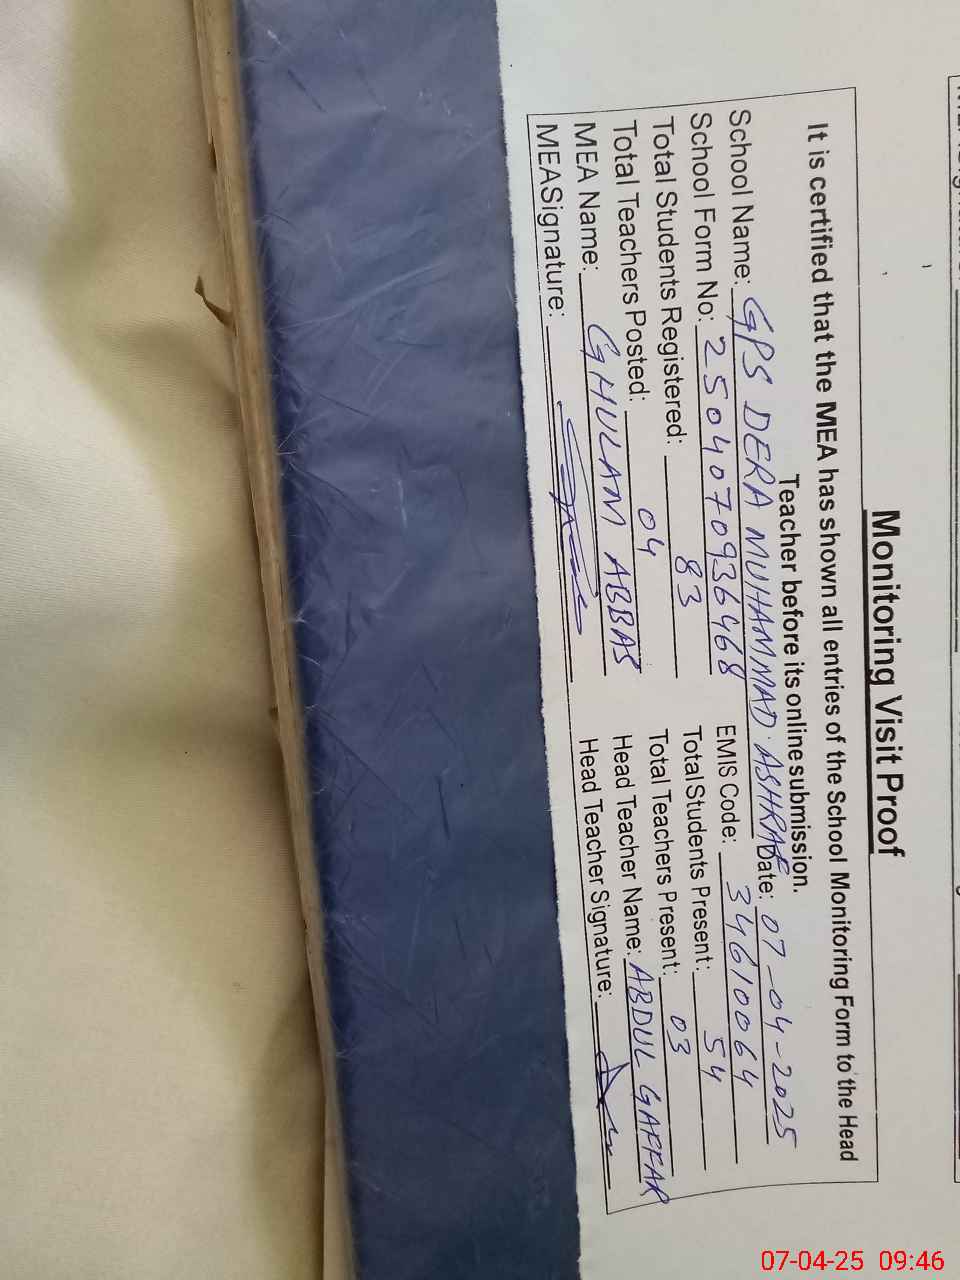 Monitoring Visit Proof
It is certified that the MEA has shown all entries of the School Monitoring Form to the Head
Teacher before its online submission.
School Name: GPS DERA MUHAMMAD ASHRAF Date: 07-04-2025
School Form No: 2504070936468 EMIS Code: 34610064
Total Students Registered: 83 Total Students Present: 54
Total Teachers Posted: 04 Total Teachers Present: 03
MEA Name: GHULAM ABBAS Head Teacher Name: ABDUL GAFFAR
MEASignature: Head Teacher Signature:
07-04-25 09:46